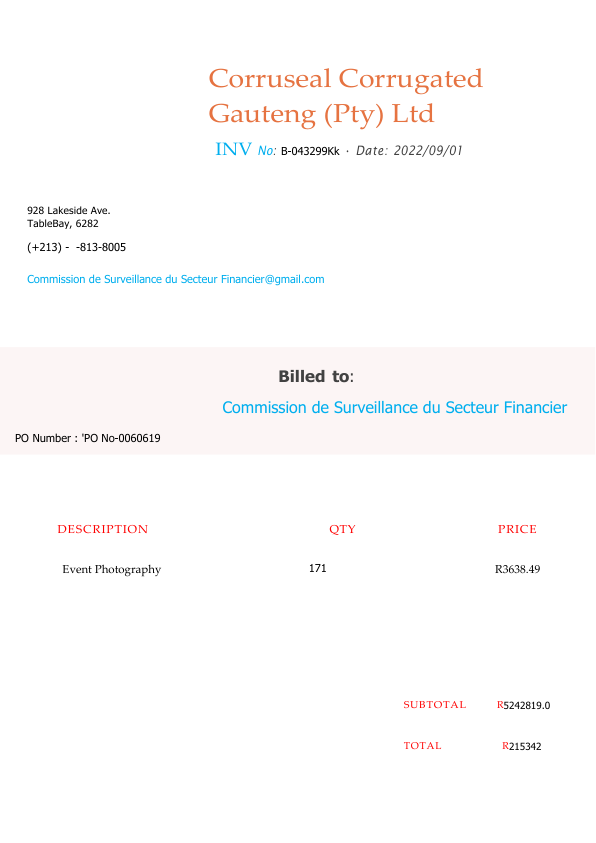 Corruseal Corrugated
Gauteng (Pty) Ltd
INV No: B-043299Kk · Date: 2022/09/01
928 Lakeside Ave.
TableBay, 6282
(+213) - -813-8005
Commission de Surveillance du Secteur Financier@gmail.com
Billed to:
Commission de Surveillance du Secteur Financier
PO Number : 'PO No-0060619
DESCRIPTION QTY PRICE
Event Photography 171 R3638.49
SUBTOTAL R5242819.0
TOTAL R215342